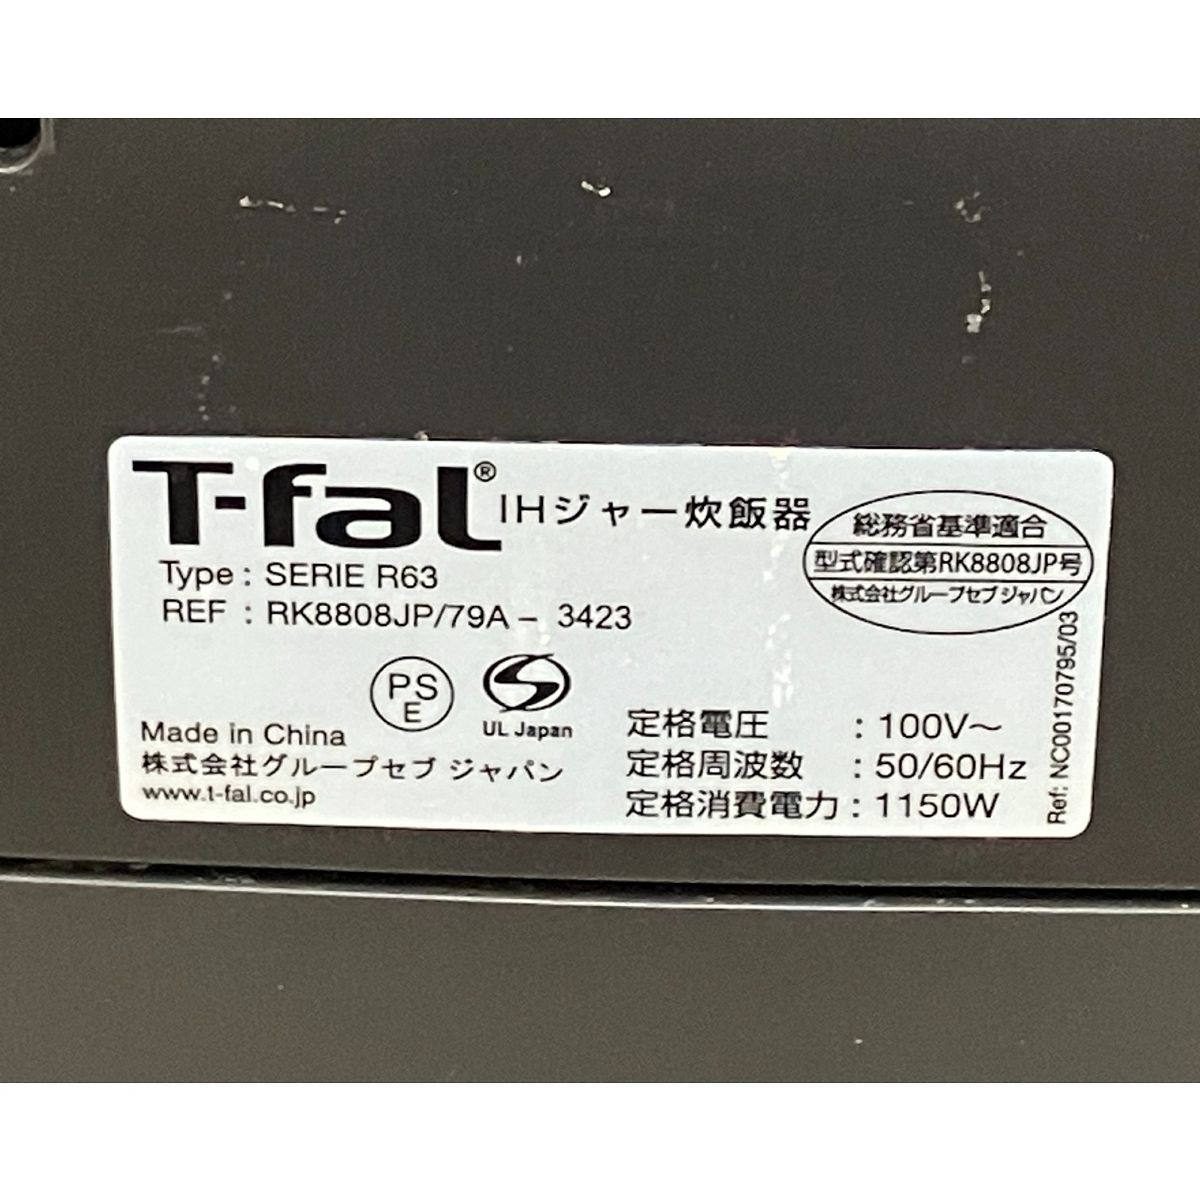 T-fal® IHジャー炊飯器
Type : SERIE R63
REF : RK8808JP/79A - 3423
総務省基準適合
型式確認第RK8808JP号
株式会社グループセブ ジャパン
PS
E
S
UL Japan
Made in China
株式会社グループセブ ジャパン
www.t-fal.co.jp
定格電圧 : 100V～
定格周波数 : 50/60Hz
定格消費電力 : 1150W
Ref: NC00170795/03